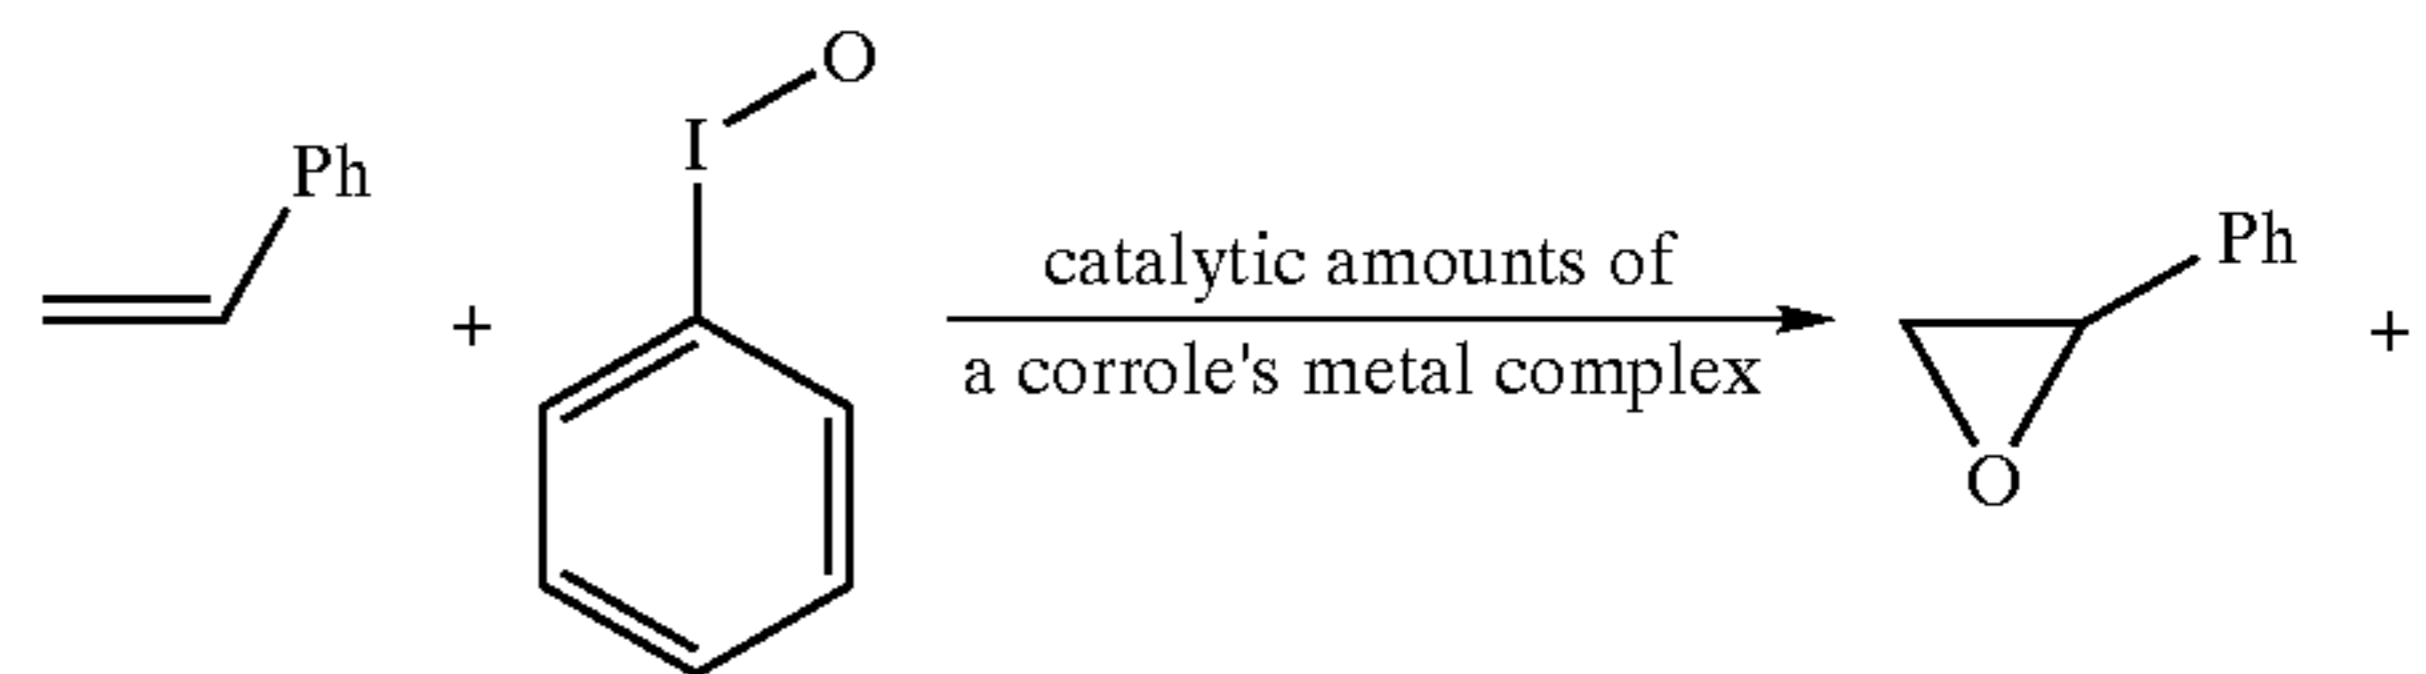 Ph
+
I
O
catalytic amounts of
a corrole's metal complex
O
Ph
+